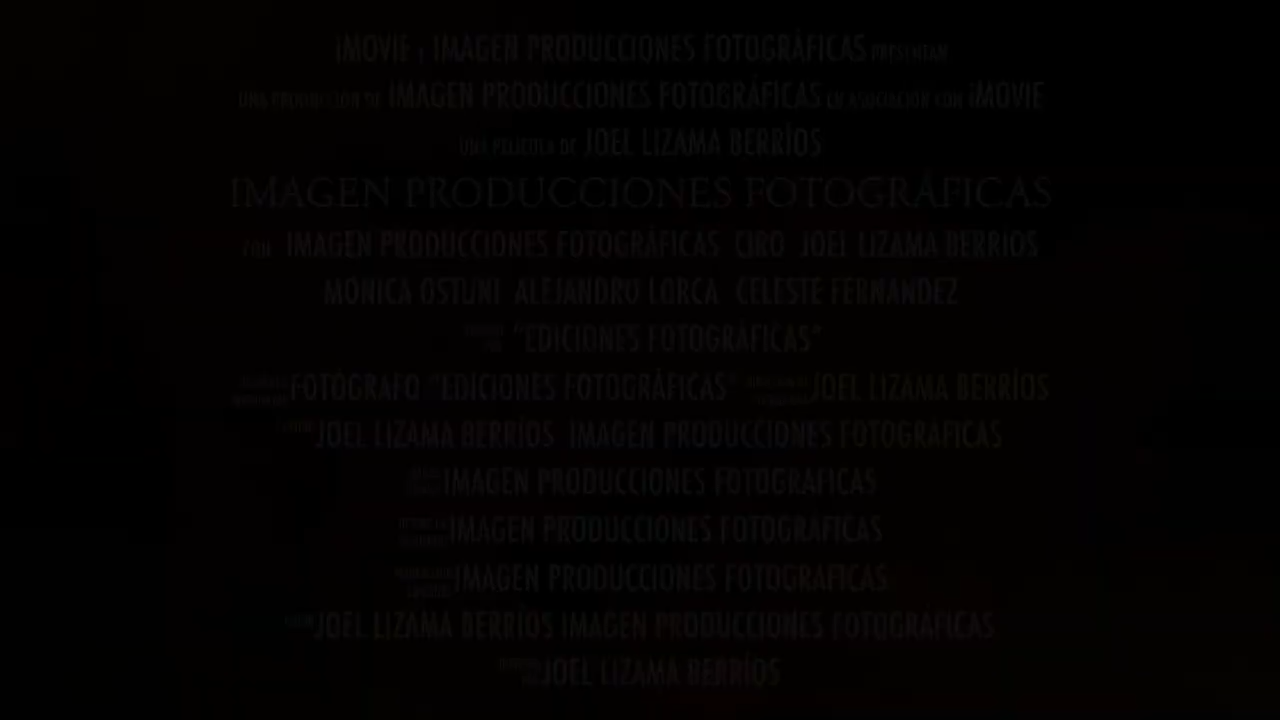 iMOVIE y IMAGEN PRODUCCIONES FOTOGRÁFICAS PRESENTAN
UNA PRODUCCIÓN DE IMAGEN PRODUCCIONES FOTOGRÁFICAS EN ASOCIACIÓN CON iMOVIE
UNA PELÍCULA DE JOEL LIZAMA BERRÍOS
IMAGEN PRODUCCIONES FOTOGRÁFICAS
CON IMAGEN PRODUCCIONES FOTOGRÁFICAS CIRO JOEL LIZAMA BERRIOS
MÓNICA OSTUNI ALEJANDRO LORCA CELESTE FERNANDEZ
"EDICIONES FOTOGRÁFICAS"
FOTÓGRAFO "EDICIONES FOTOGRÁFICAS" JOEL LIZAMA BERRÍOS
JOEL LIZAMA BERRÍOS IMAGEN PRODUCCIONES FOTOGRÁFICAS
IMAGEN PRODUCCIONES FOTOGRÁFICAS
IMAGEN PRODUCCIONES FOTOGRÁFICAS
IMAGEN PRODUCCIONES FOTOGRÁFICAS
JOEL LIZAMA BERRÍOS IMAGEN PRODUCCIONES FOTOGRÁFICAS
JOEL LIZAMA BERRÍOS